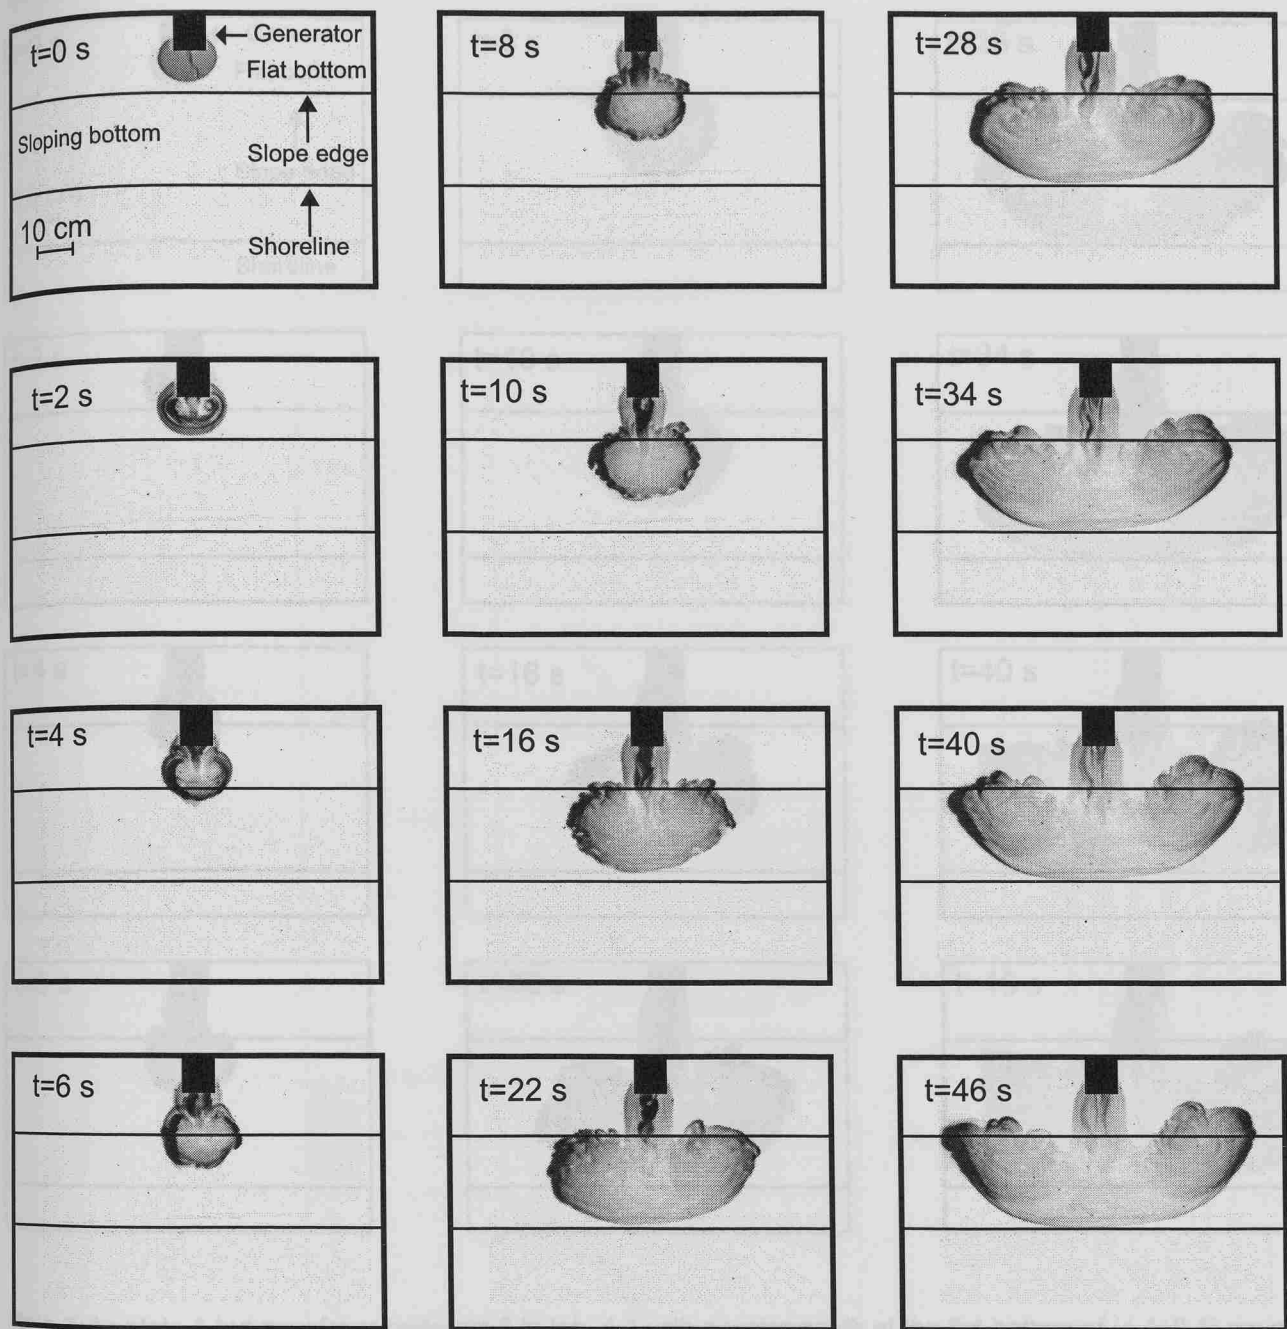 t=0 s
Generator
Flat bottom
Sloping bottom
Slope edge
10 cm
Shoreline
t=2 s
t=4 s
t=6 s
t=8 s
t=10 s
t=16 s
t=22 s
t=28 s
t=34 s
t=40 s
t=46 s